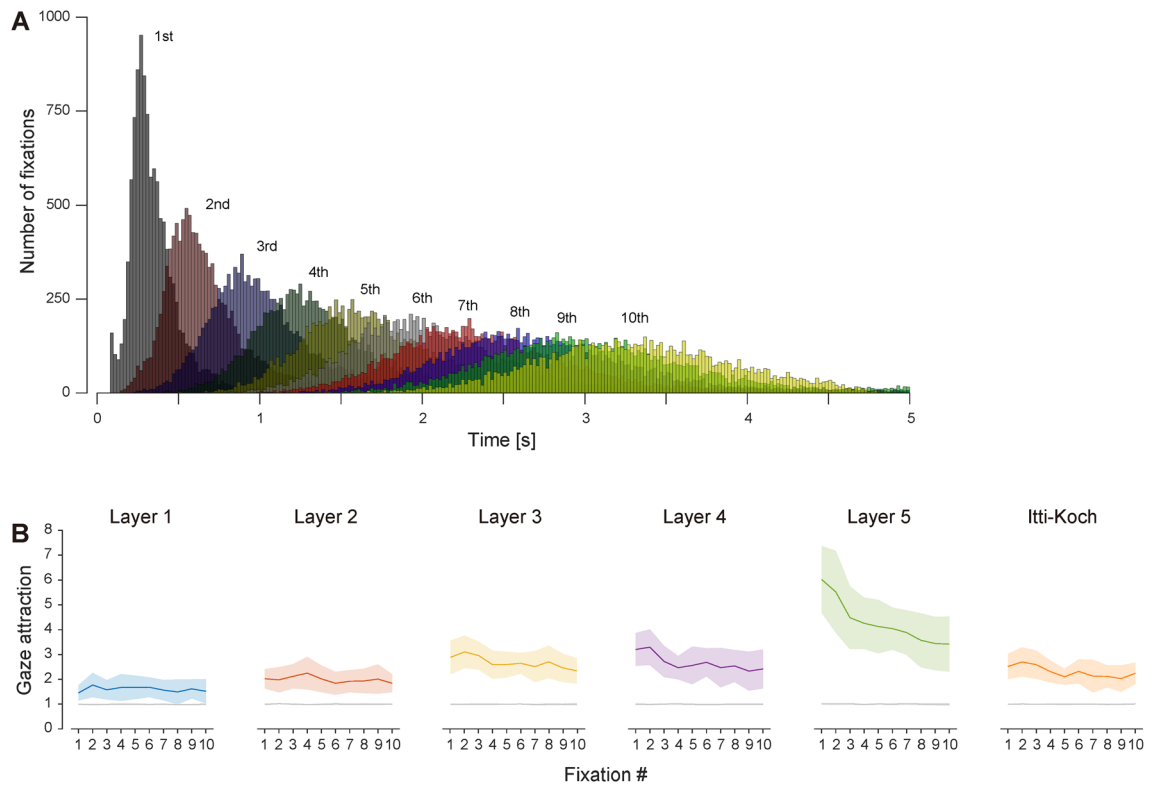 A
1000
750
500
250
0
Number of fixations
1st
2nd
3rd
4th
5th
6th
7th
8th
9th
10th
0 1 2 3 4 5
Time [s]
B
Layer 1 Layer 2 Layer 3 Layer 4 Layer 5 Itti-Koch
8
7
6
5
4
3
2
1
0
Gaze attraction
1 2 3 4 5 6 7 8 9 10 1 2 3 4 5 6 7 8 9 10 1 2 3 4 5 6 7 8 9 10 1 2 3 4 5 6 7 8 9 10 1 2 3 4 5 6 7 8 9 10 1 2 3 4 5 6 7 8 9 10
Fixation #